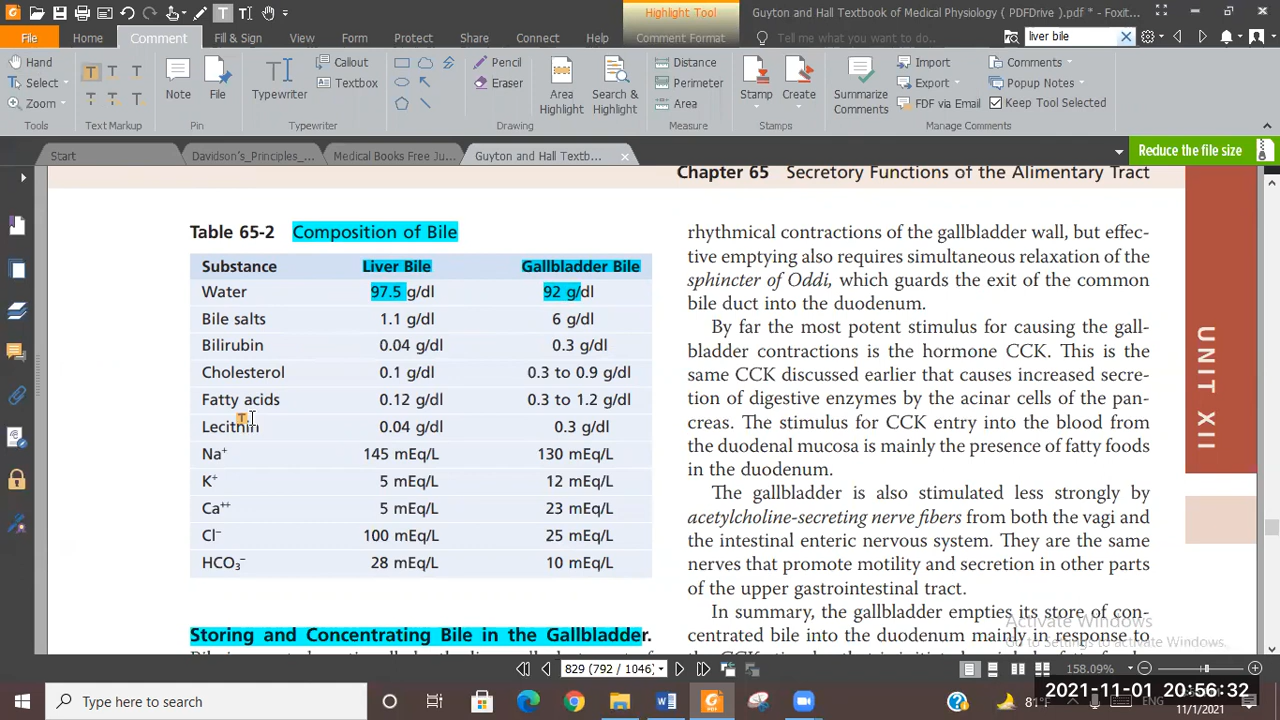 Highlight Tool
Guyton and Hall Textbook of Medical Physiology ( PDFDrive ).pdf * - Foxit...
File Home Comment Fill & Sign View Form Protect Share Connect Help Comment Format Tell me what you want to do.. liver bile
Hand
Select
Zoom
Tools
Text Markup
Note
File
Pin
Typewriter
Callout
Textbox
Typewriter
Pencil
Eraser
Drawing
Area Highlight
Search & Highlight
Distance
Perimeter
Area
Measure
Stamp
Create
Stamps
Summarize Comments
Import
Export
FDF via Email
Comments
Popup Notes
Keep Tool Selected
Manage Comments
Start Davidson's_Principles_... Medical Books Free Ju... Guyton and Hall Textb... Reduce the file size
Chapter 65 Secretory Functions of the Alimentary Tract
Table 65-2 Composition of Bile
Substance Liver Bile Gallbladder Bile
Water 97.5 g/dl 92 g/dl
Bile salts 1.1 g/dl 6 g/dl
Bilirubin 0.04 g/dl 0.3 g/dl
Cholesterol 0.1 g/dl 0.3 to 0.9 g/dl
Fatty acids 0.12 g/dl 0.3 to 1.2 g/dl
Lecithin 0.04 g/dl 0.3 g/dl
Na⁺ 145 mEq/L 130 mEq/L
K⁺ 5 mEq/L 12 mEq/L
Ca⁺⁺ 5 mEq/L 23 mEq/L
Cl⁻ 100 mEq/L 25 mEq/L
HCO₃⁻ 28 mEq/L 10 mEq/L
Storing and Concentrating Bile in the Gallbladder.
rhythmical contractions of the gallbladder wall, but effec-
tive emptying also requires simultaneous relaxation of the
sphincter of Oddi, which guards the exit of the common
bile duct into the duodenum.
By far the most potent stimulus for causing the gall-
bladder contractions is the hormone CCK. This is the
same CCK discussed earlier that causes increased secre-
tion of digestive enzymes by the acinar cells of the pan-
creas. The stimulus for CCK entry into the blood from
the duodenal mucosa is mainly the presence of fatty foods
in the duodenum.
The gallbladder is also stimulated less strongly by
acetylcholine-secreting nerve fibers from both the vagi and
the intestinal enteric nervous system. They are the same
nerves that promote motility and secretion in other parts
of the upper gastrointestinal tract.
In summary, the gallbladder empties its store of con-
centrated bile into the duodenum mainly in response to
UNIT XII
Activate Windows
Go to Settings to activate Windows.
829 (792 / 1046) 158.09%
Type here to search
81°F
ENG
2021-11-01 20:56:32
11/1/2021